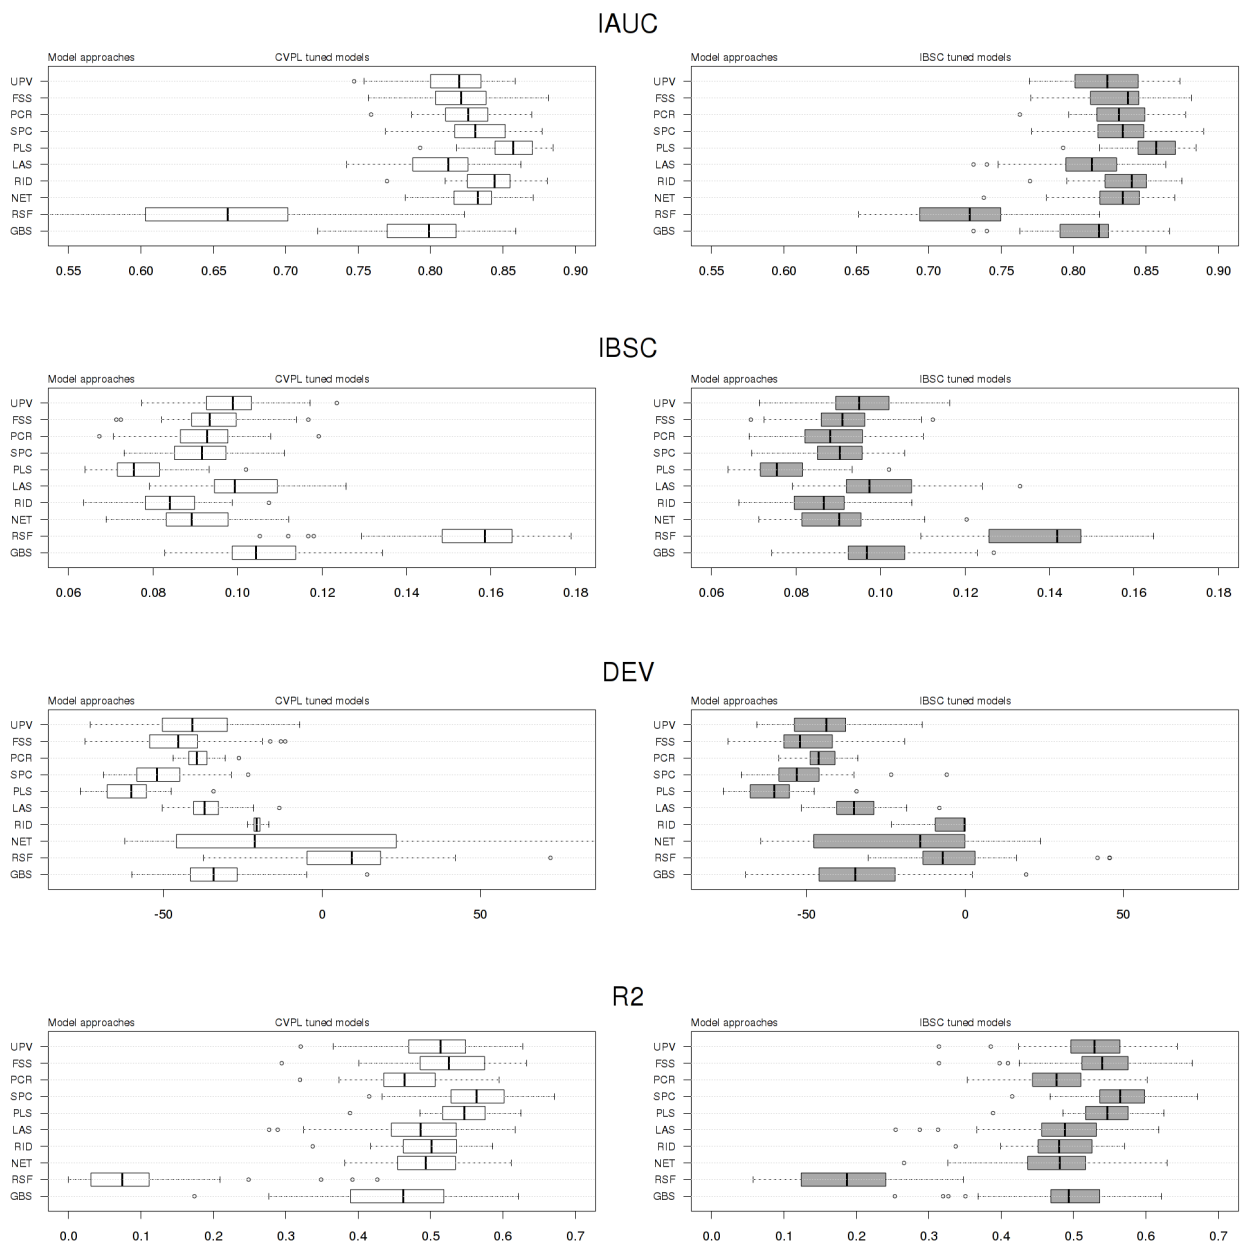 IAUC
Model approaches CVPL tuned models
UPV
FSS
PCR
SPC
PLS
LAS
RID
NET
RSF
GBS
0.55 0.60 0.65 0.70 0.75 0.80 0.85 0.90
Model approaches IBSC tuned models
UPV
FSS
PCR
SPC
PLS
LAS
RID
NET
RSF
GBS
0.55 0.60 0.65 0.70 0.75 0.80 0.85 0.90
IBSC
Model approaches CVPL tuned models
UPV
FSS
PCR
SPC
PLS
LAS
RID
NET
RSF
GBS
0.06 0.08 0.10 0.12 0.14 0.16 0.18
Model approaches IBSC tuned models
UPV
FSS
PCR
SPC
PLS
LAS
RID
NET
RSF
GBS
0.06 0.08 0.10 0.12 0.14 0.16 0.18
DEV
Model approaches CVPL tuned models
UPV
FSS
PCR
SPC
PLS
LAS
RID
NET
RSF
GBS
-50 0 50
Model approaches IBSC tuned models
UPV
FSS
PCR
SPC
PLS
LAS
RID
NET
RSF
GBS
-50 0 50
R2
Model approaches CVPL tuned models
UPV
FSS
PCR
SPC
PLS
LAS
RID
NET
RSF
GBS
0.0 0.1 0.2 0.3 0.4 0.5 0.6 0.7
Model approaches IBSC tuned models
UPV
FSS
PCR
SPC
PLS
LAS
RID
NET
RSF
GBS
0.0 0.1 0.2 0.3 0.4 0.5 0.6 0.7